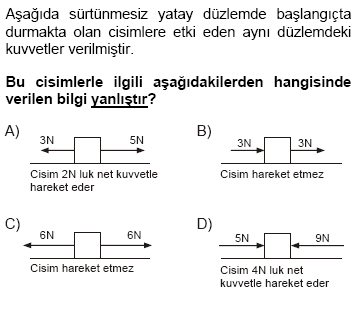 Aşağıda sürtünmesiz yatay düzlemde başlangıçta
durmakta olan cisimlere etki eden aynı düzlemdeki
kuvvetler verilmiştir.
Bu cisimlerle ilgili aşağıdakilerden hangisinde
verilen bilgi yanlıştır?
A)
3N 5N
Cisim 2N luk net kuvvetle
hareket eder
B)
3N 3N
Cisim hareket etmez
C)
6N 6N
Cisim hareket etmez
D)
5N 9N
Cisim 4N luk net
kuvvetle hareket eder